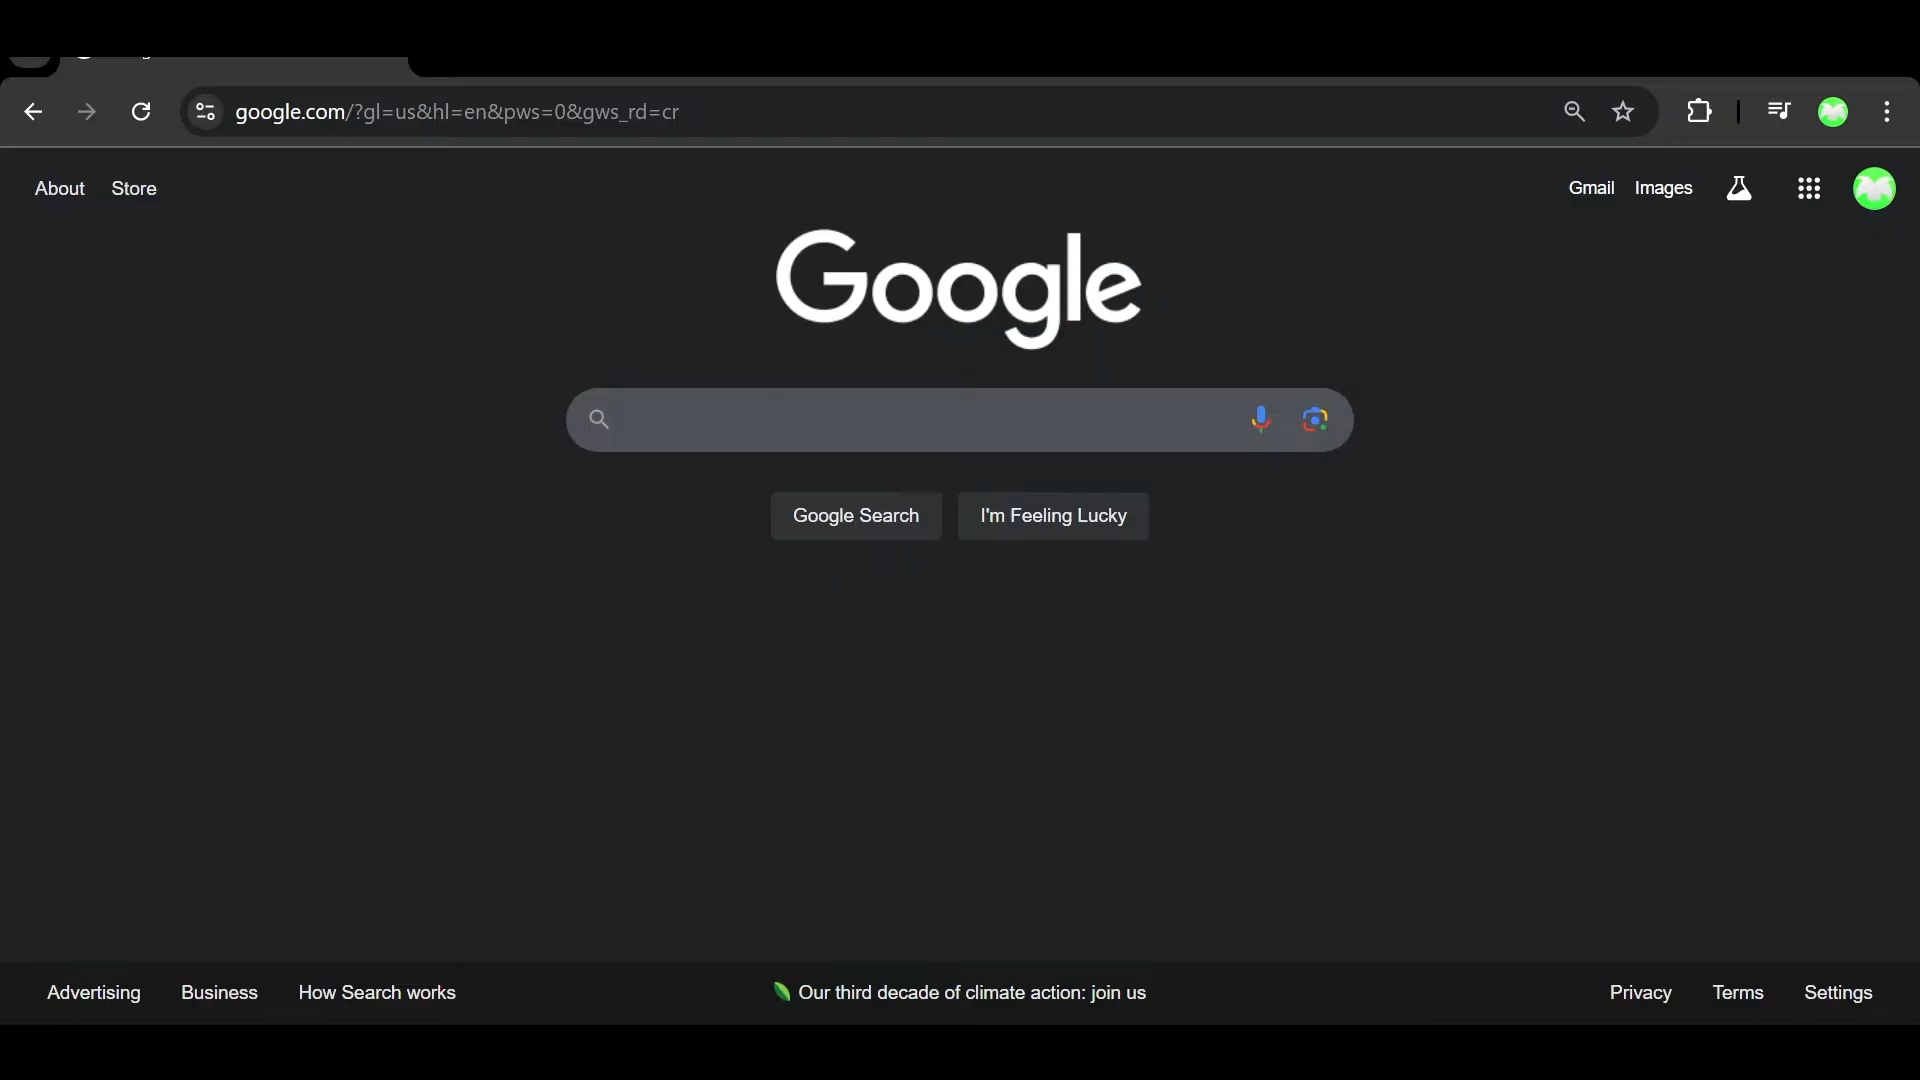 google.com/?gl=us&hl=en&pws=0&gws_rd=cr
About Store
Gmail Images
Google
Google Search I'm Feeling Lucky
Advertising Business How Search works
Our third decade of climate action: join us
Privacy Terms Settings